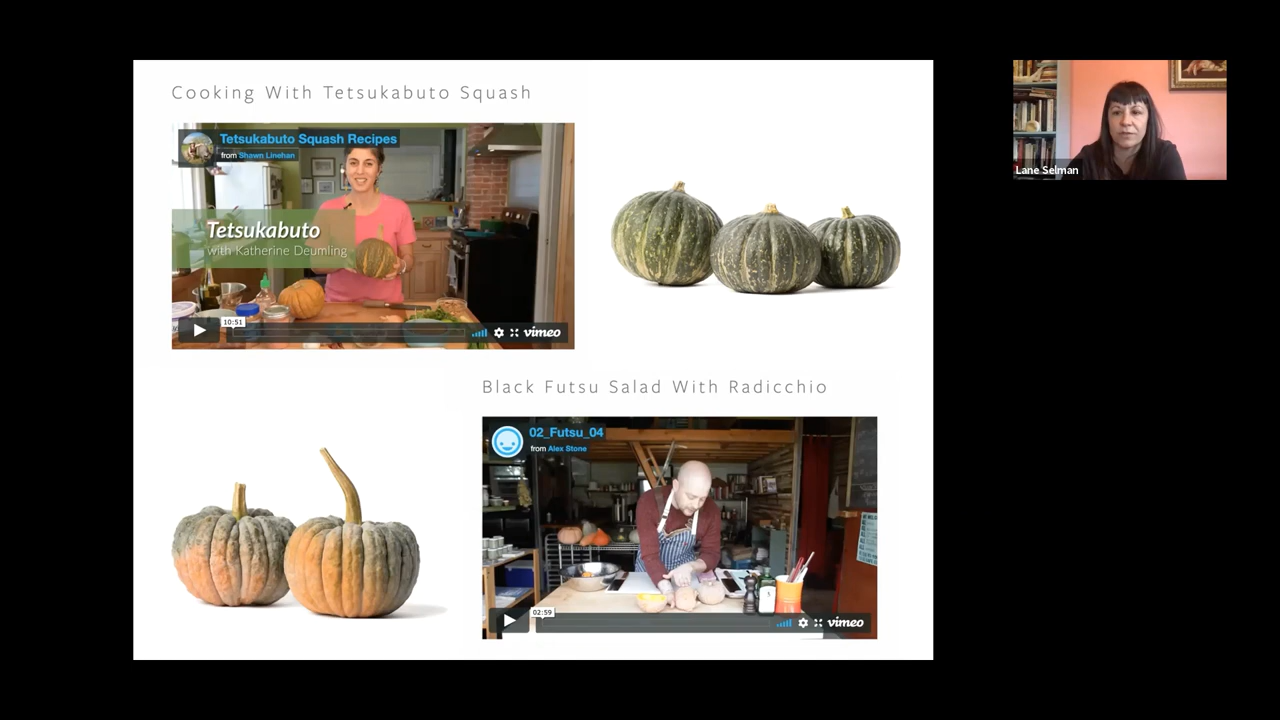 Cooking With Tetsukabuto Squash
Tetsukabuto Squash Recipes
from Shawn Linehan
Tetsukabuto
with Katherine Deumling
10:51
vimeo
Lane Selman
Black Futsu Salad With Radicchio
02_Futsu_04
from Alex Stone
02:59
vimeo